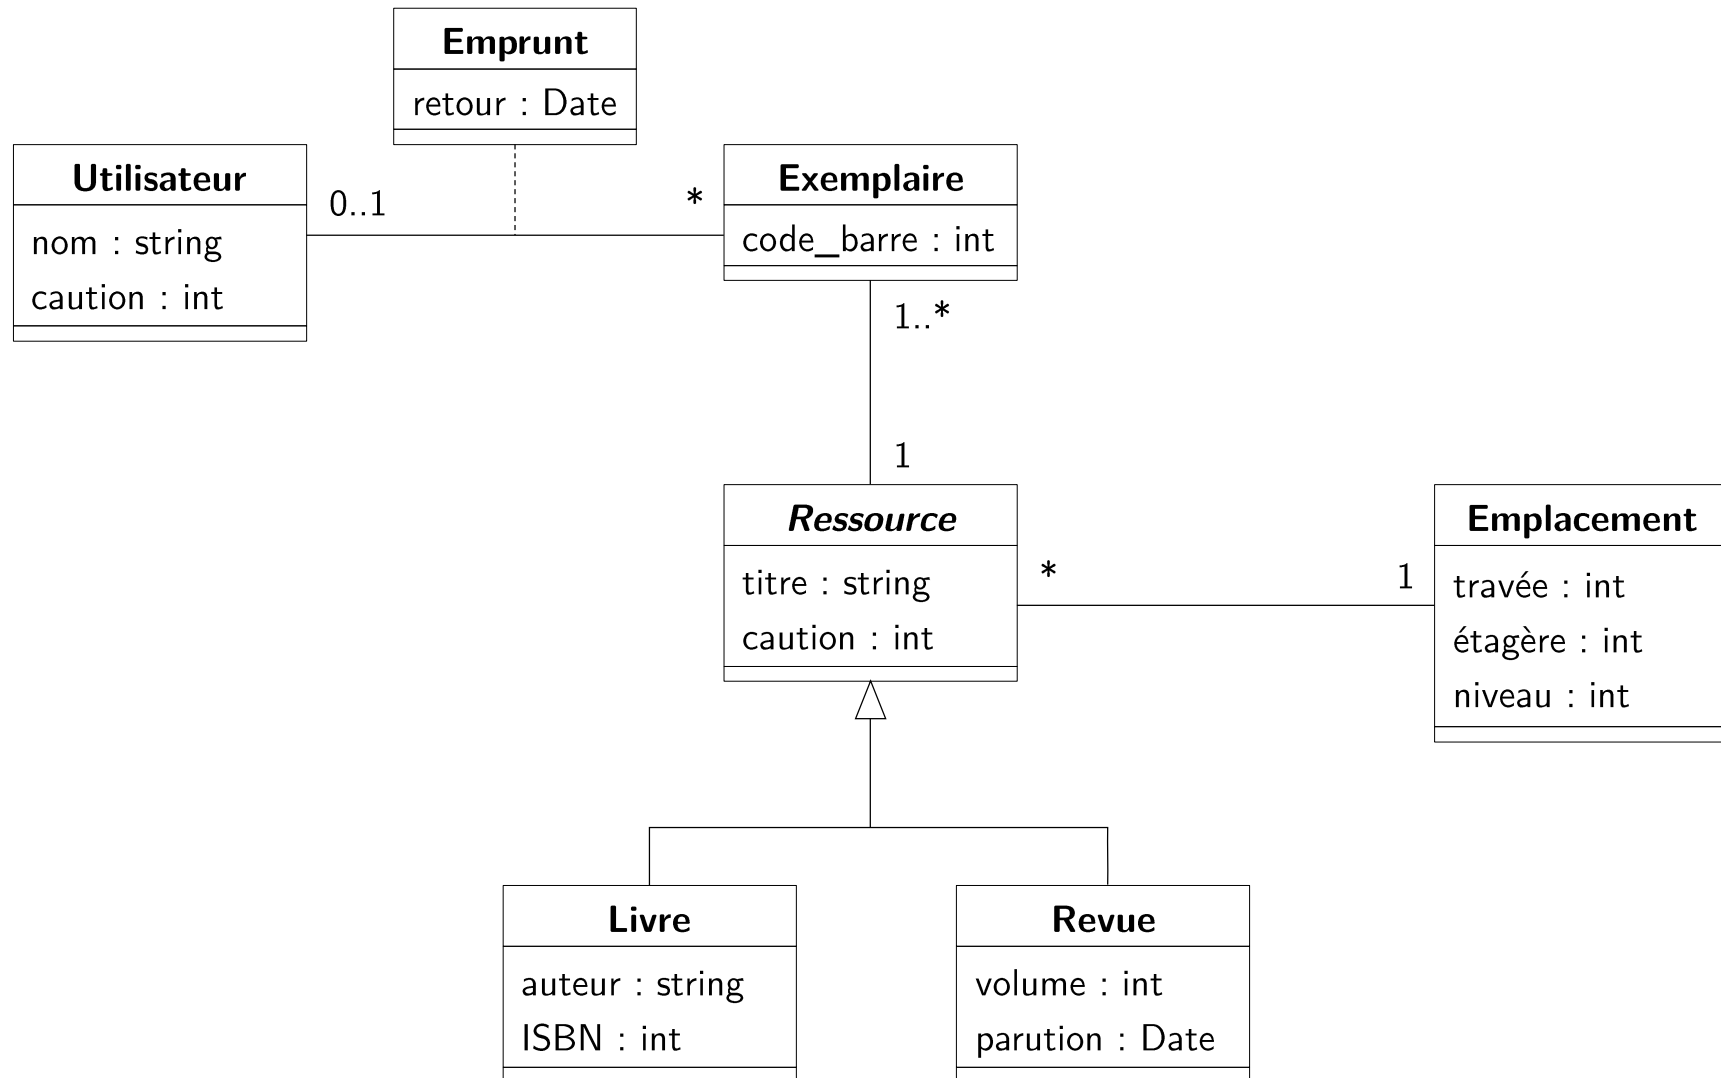 Emprunt
retour : Date
Utilisateur
nom : string
caution : int
0..1
*
Exemplaire
code_barre : int
1..*
1
Ressource
titre : string
caution : int
*
1
Emplacement
travée : int
étagère : int
niveau : int
Livre
auteur : string
ISBN : int
Revue
volume : int
parution : Date